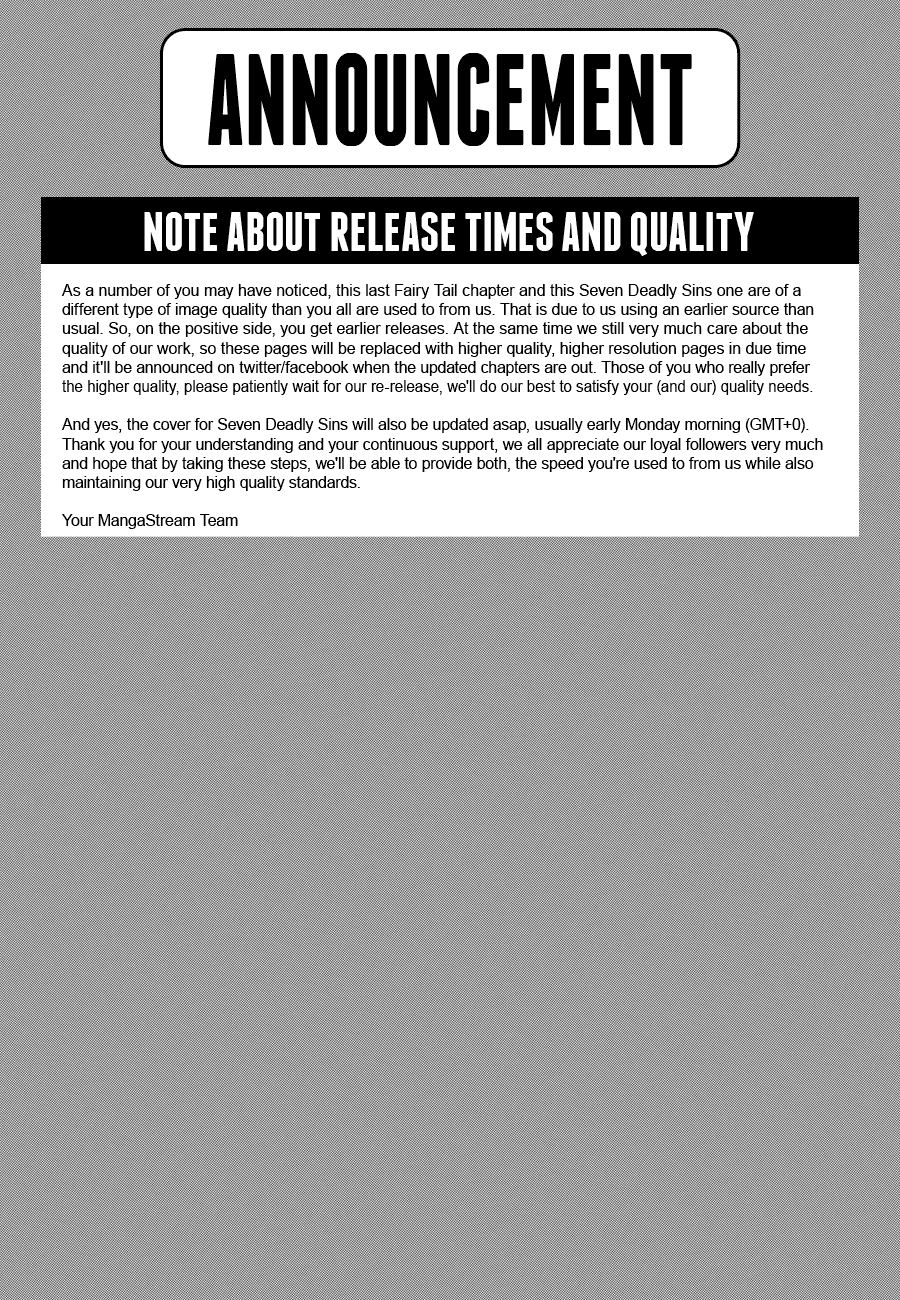 ANNOUNCEMENT
NOTE ABOUT RELEASE TIMES AND QUALITY
As a number of you may have noticed, this last Fairy Tail chapter and this Seven Deadly Sins one are of a
different type of image quality than you all are used to from us. That is due to us using an earlier source than
usual. So, on the positive side, you get earlier releases. At the same time we still very much care about the
quality of our work, so these pages will be replaced with higher quality, higher resolution pages in due time
and it'll be announced on twitter/facebook when the updated chapters are out. Those of you who really prefer
the higher quality, please patiently wait for our re-release, we'll do our best to satisfy your (and our) quality needs.
And yes, the cover for Seven Deadly Sins will also be updated asap, usually early Monday morning (GMT+0).
Thank you for your understanding and your continuous support, we all appreciate our loyal followers very much
and hope that by taking these steps, we'll be able to provide both, the speed you're used to from us while also
maintaining our very high quality standards.
Your MangaStream Team